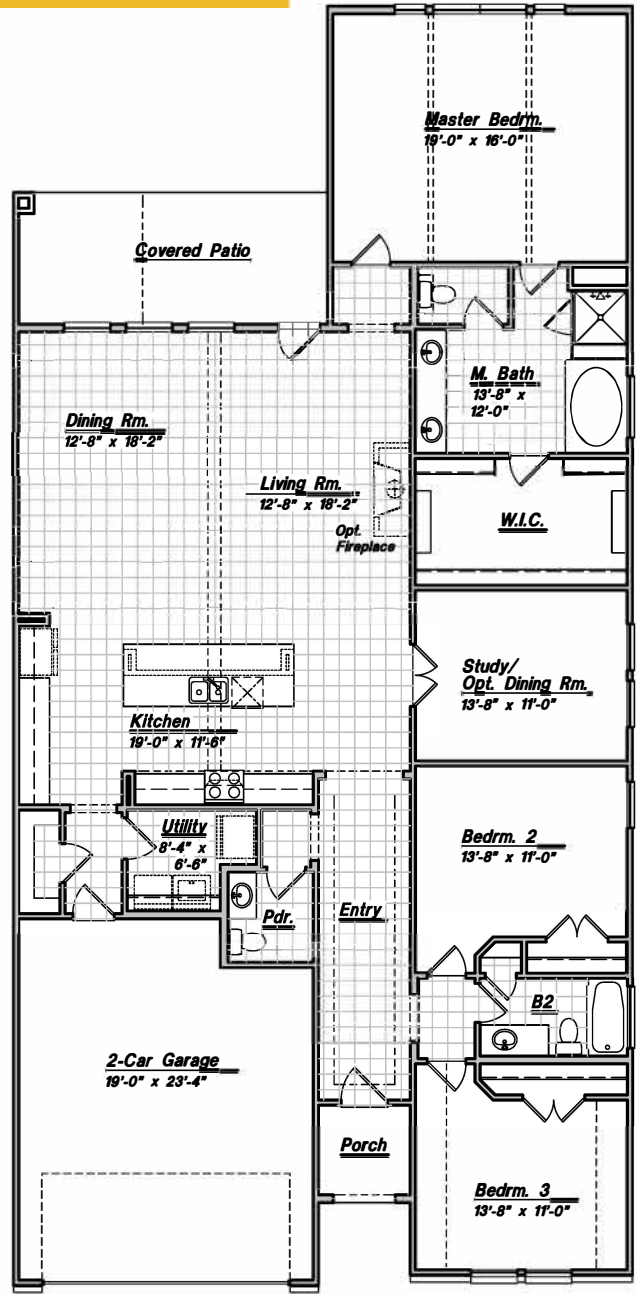 Master Bedrm.
19'-0" x 16'-0"
Covered Patio
M. Bath
13'-8" x
12'-0"
Dining Rm.
12'-8" x 18'-2"
Living Rm.
12'-8" x 18'-2"
Opt.
Fireplace
W.I.C.
Study/
Opt. Dining Rm.
13'-8" x 11'-0"
Kitchen
19'-0" x 11'-6"
Utility
8'-4" x
6'-6"
Bedrm. 2
13'-8" x 11'-0"
Pdr.
Entry
B2
2-Car Garage
19'-0" x 23'-4"
Porch
Bedrm. 3
13'-8" x 11'-0"